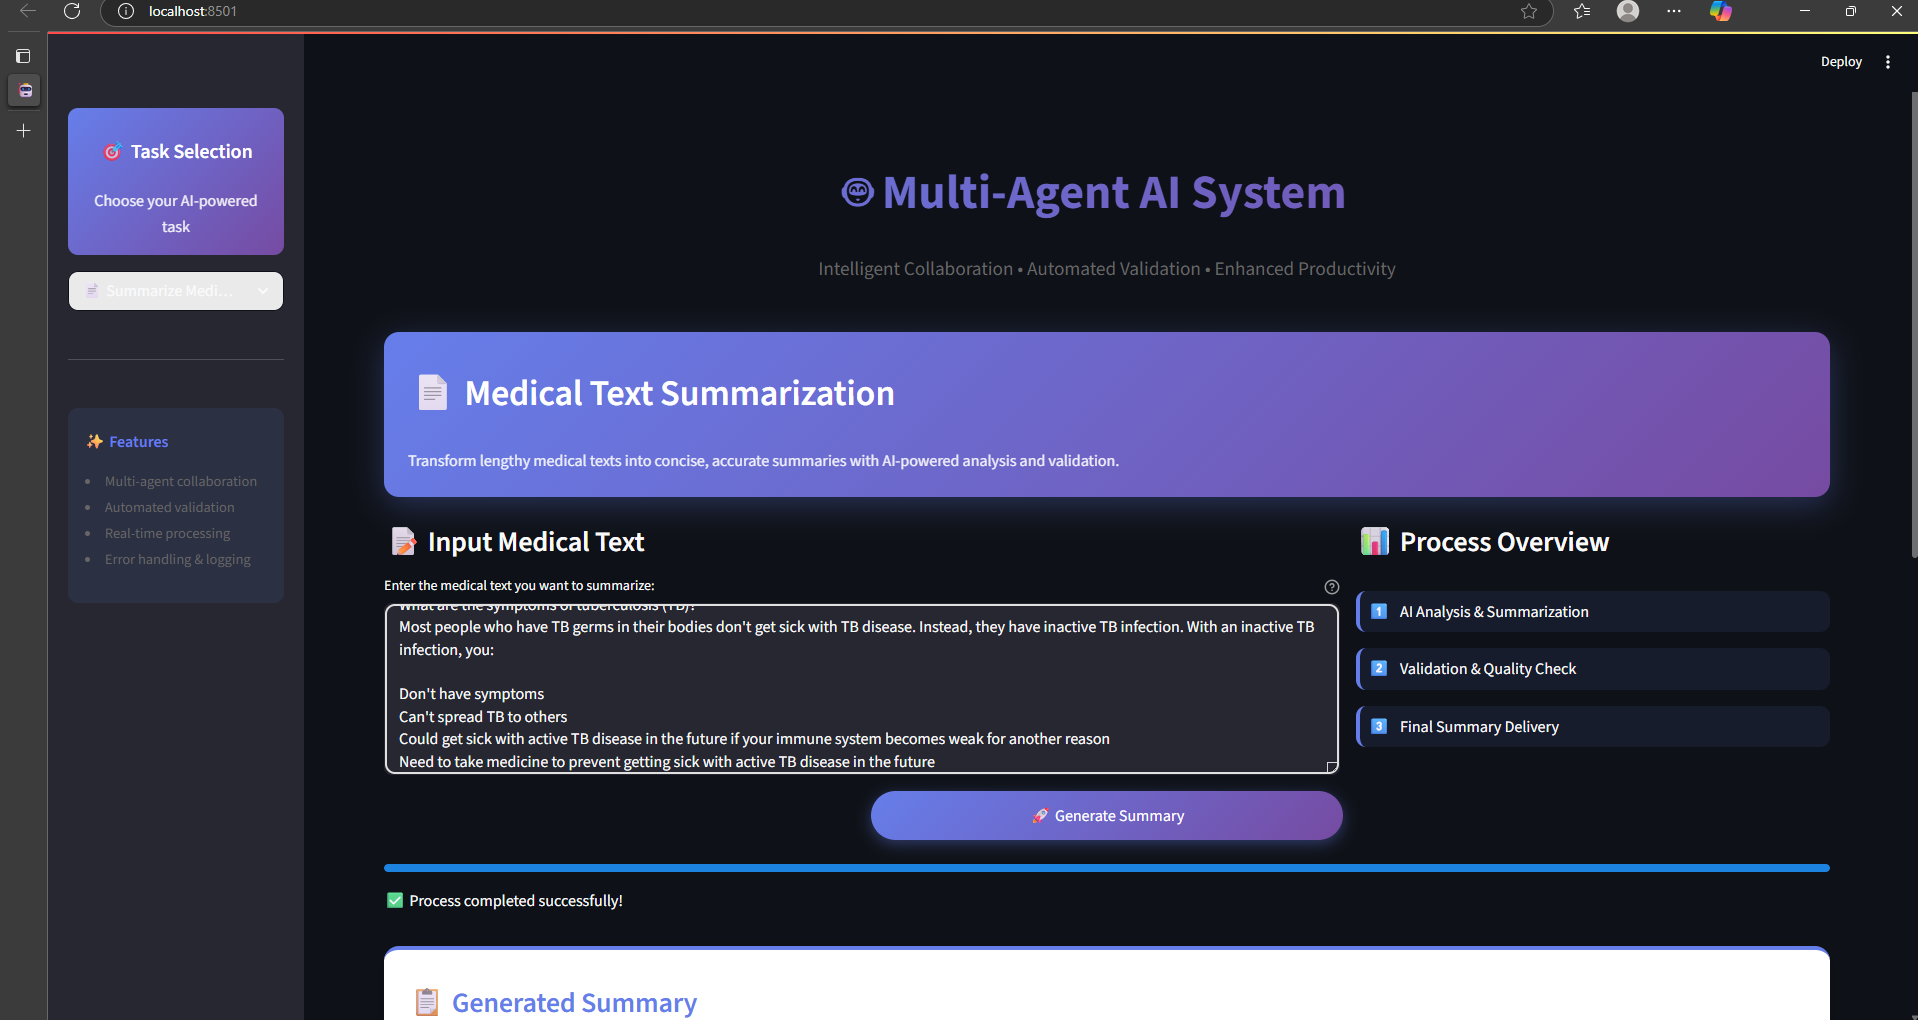 localhost:8501
Deploy
🎯 Task Selection
Choose your AI-powered
task
📄 Summarize Medi...
✨ Features
• Multi-agent collaboration
• Automated validation
• Real-time processing
• Error handling & logging
🤖 Multi-Agent AI System
Intelligent Collaboration • Automated Validation • Enhanced Productivity
📄 Medical Text Summarization
Transform lengthy medical texts into concise, accurate summaries with AI-powered analysis and validation.
📝 Input Medical Text
Enter the medical text you want to summarize:
What are the symptoms of tuberculosis (TB)?
Most people who have TB germs in their bodies don't get sick with TB disease. Instead, they have inactive TB infection. With an inactive TB
infection, you:
Don't have symptoms
Can't spread TB to others
Could get sick with active TB disease in the future if your immune system becomes weak for another reason
Need to take medicine to prevent getting sick with active TB disease in the future
📊 Process Overview
1️⃣ AI Analysis & Summarization
2️⃣ Validation & Quality Check
3️⃣ Final Summary Delivery
🚀 Generate Summary
✅ Process completed successfully!
📋 Generated Summary